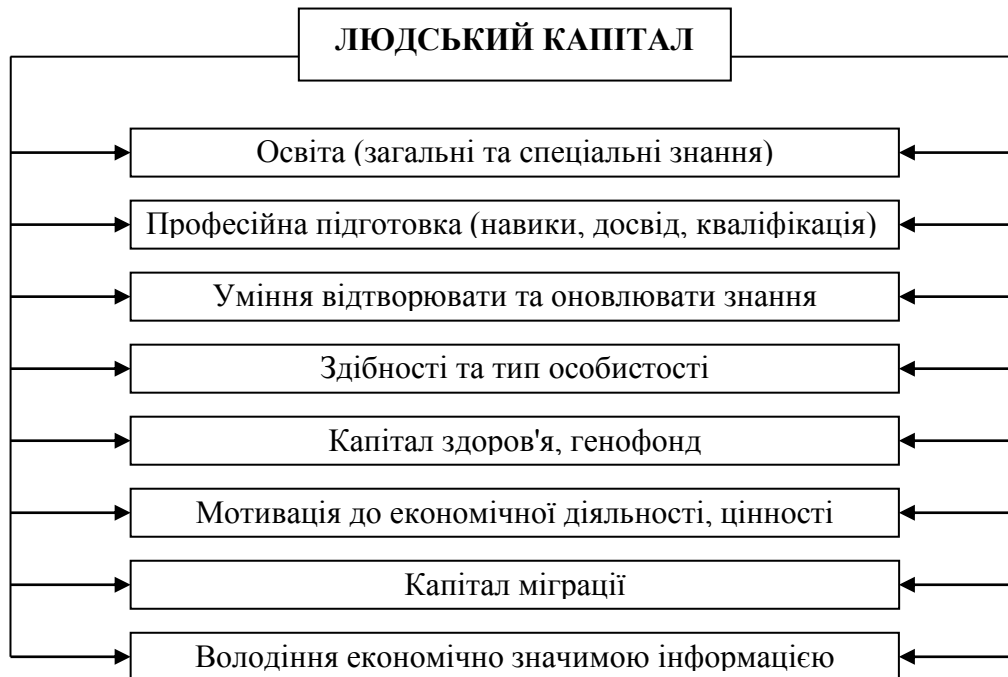 ЛЮДСЬКИЙ КАПІТАЛ
Освіта (загальні та спеціальні знання)
Професійна підготовка (навики, досвід, кваліфікація)
Уміння відтворювати та оновлювати знання
Здібності та тип особистості
Капітал здоров'я, генофонд
Мотивація до економічної діяльності, цінності
Капітал міграції
Володіння економічно значимою інформацією